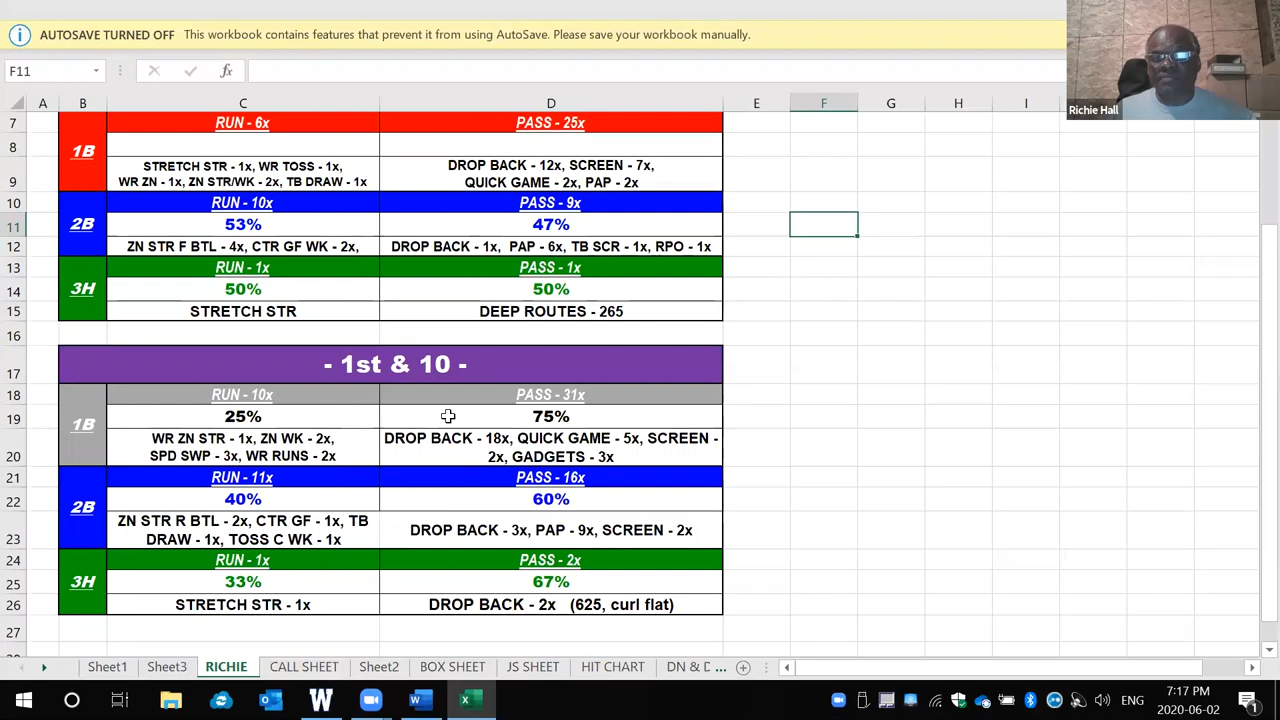 AUTOSAVE TURNED OFF This workbook contains features that prevent it from using AutoSave. Please save your workbook manually.
Richie Hall
F11 fx
A B C D E F G H I
7 RUN - 6x PASS - 25x
8
1B
9 STRETCH STR - 1x, WR TOSS - 1x, DROP BACK - 12x, SCREEN - 7x,
WR ZN - 1x, ZN STR/WK - 2x, TB DRAW - 1x QUICK GAME - 2x, PAP - 2x
10 RUN - 10x PASS - 9x
11 2B 53% 47%
12 ZN STR F BTL - 4x, CTR GF WK - 2x, DROP BACK - 1x, PAP - 6x, TB SCR - 1x, RPO - 1x
13 RUN - 1x PASS - 1x
14 3H 50% 50%
15 STRETCH STR DEEP ROUTES - 265
16
17 - 1st & 10 -
18 RUN - 10x PASS - 31x
19 1B 25% 75%
20 WR ZN STR - 1x, ZN WK - 2x, DROP BACK - 18x, QUICK GAME - 5x, SCREEN -
SPD SWP - 3x, WR RUNS - 2x 2x, GADGETS - 3x
21 RUN - 11x PASS - 16x
22 2B 40% 60%
23 ZN STR R BTL - 2x, CTR GF - 1x, TB DROP BACK - 3x, PAP - 9x, SCREEN - 2x
DRAW - 1x, TOSS C WK - 1x
24 RUN - 1x PASS - 2x
25 3H 33% 67%
26 STRETCH STR - 1x DROP BACK - 2x (625, curl flat)
27
Sheet1 Sheet3 RICHIE CALL SHEET Sheet2 BOX SHEET JS SHEET HIT CHART DN & D ...
ENG 7:17 PM
2020-06-02 1